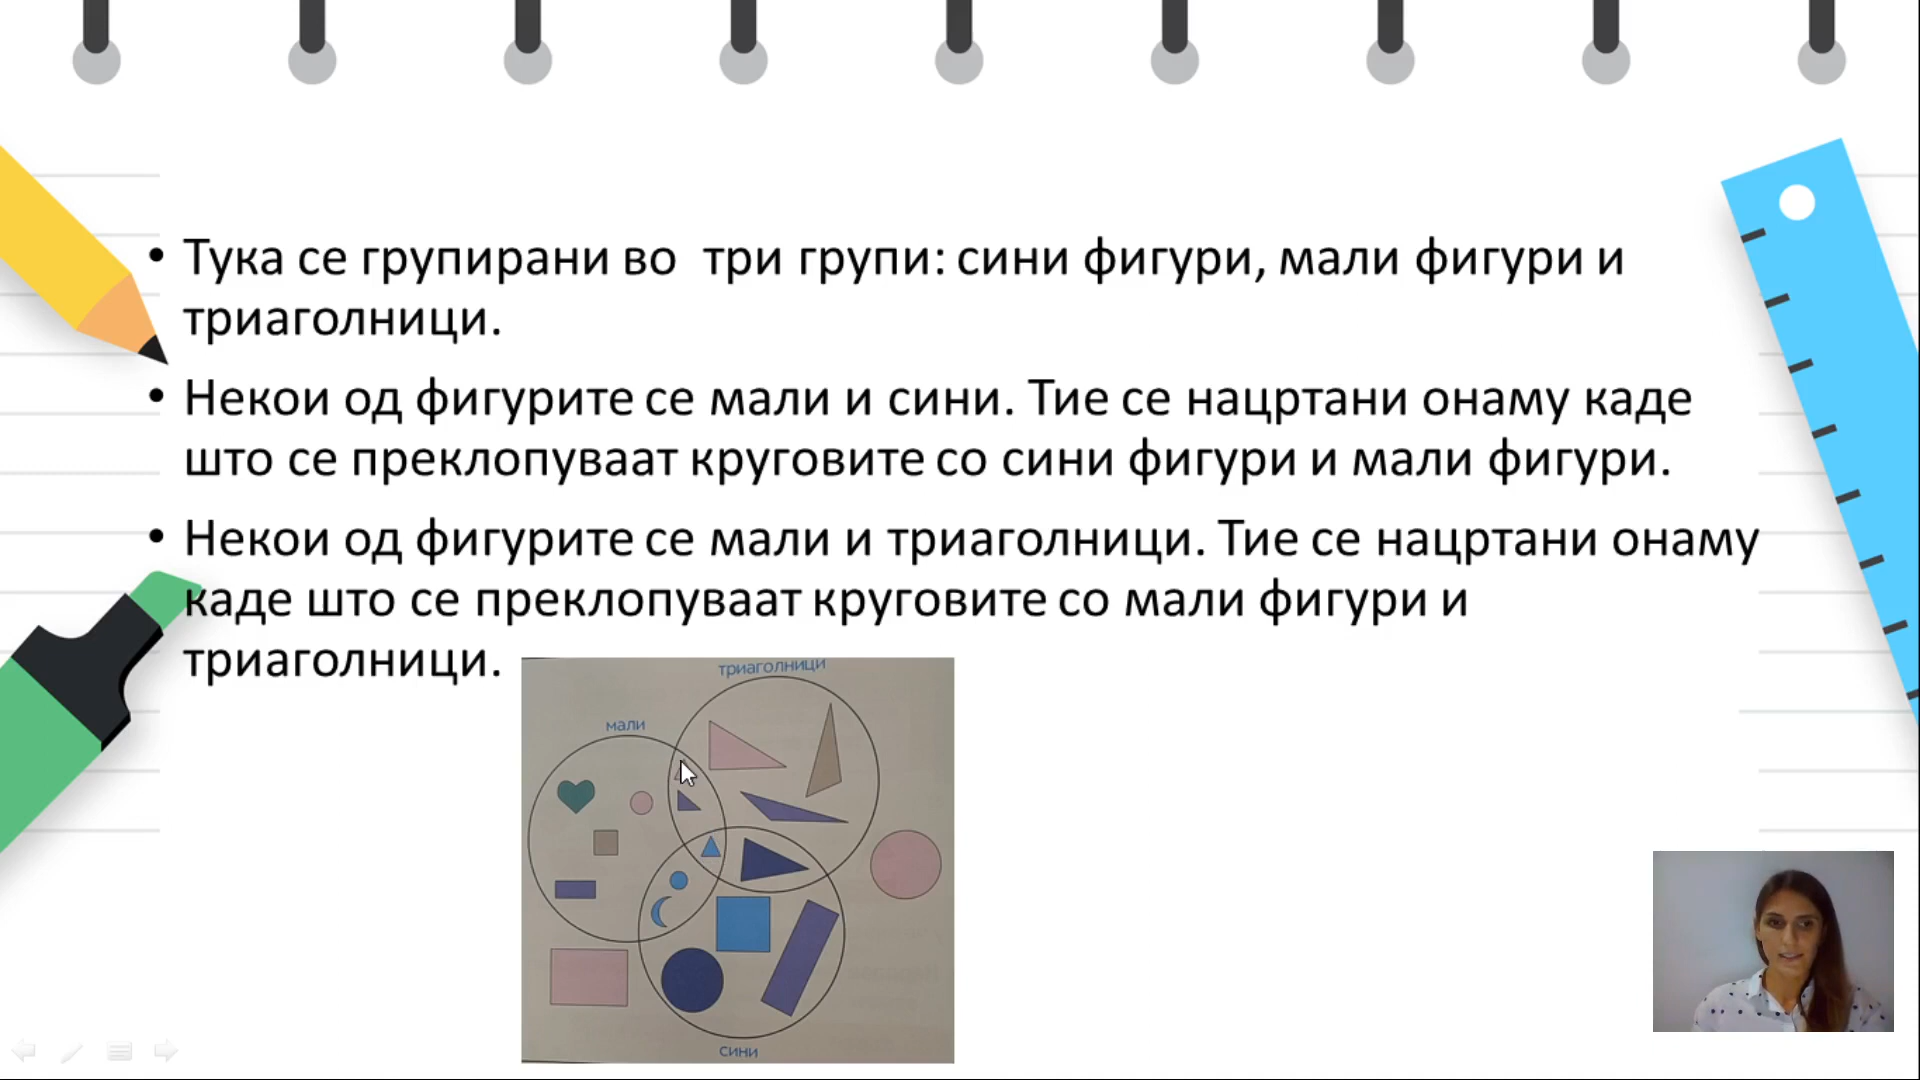 • Тука се групирани во три групи: сини фигури, мали фигури и
триаголници.
• Некои од фигурите се мали и сини. Тие се нацртани онаму каде
што се преклопуваат круговите со сини фигури и мали фигури.
• Некои од фигурите се мали и триаголници. Тие се нацртани онаму
каде што се преклопуваат круговите со мали фигури и
триаголници.
триаголници
мали
сини